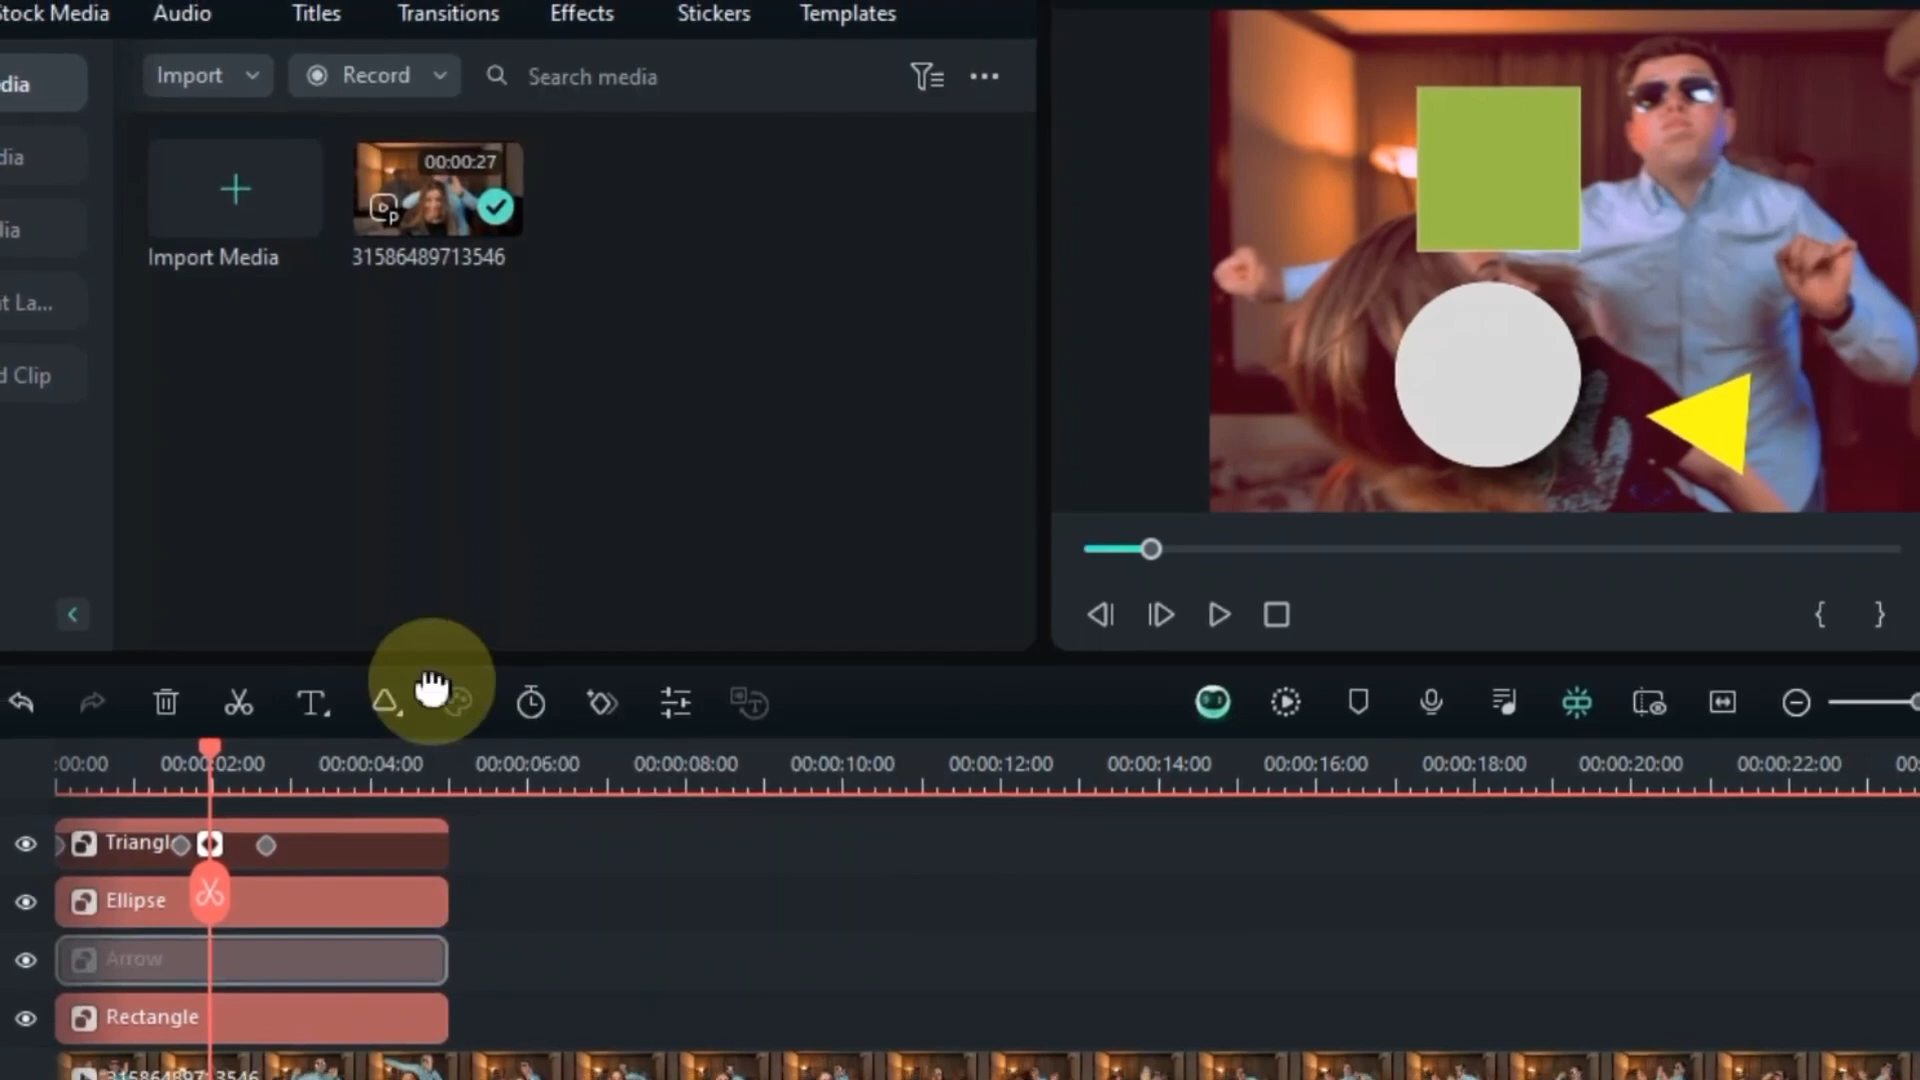 Stock Media Audio Titles Transitions Effects Stickers Templates
Import Record Search media
dia
dia
dia
t La...
d Clip
00:00:27
Import Media 31586489713546
:00:00 00:00:02:00 00:00:04:00 00:00:06:00 00:00:08:00 00:00:10:00 00:00:12:00 00:00:14:00 00:00:16:00 00:00:18:00 00:00:20:00 00:00:22:00 00:
Triangl
Ellipse
Arrow
Rectangle
31586489713546